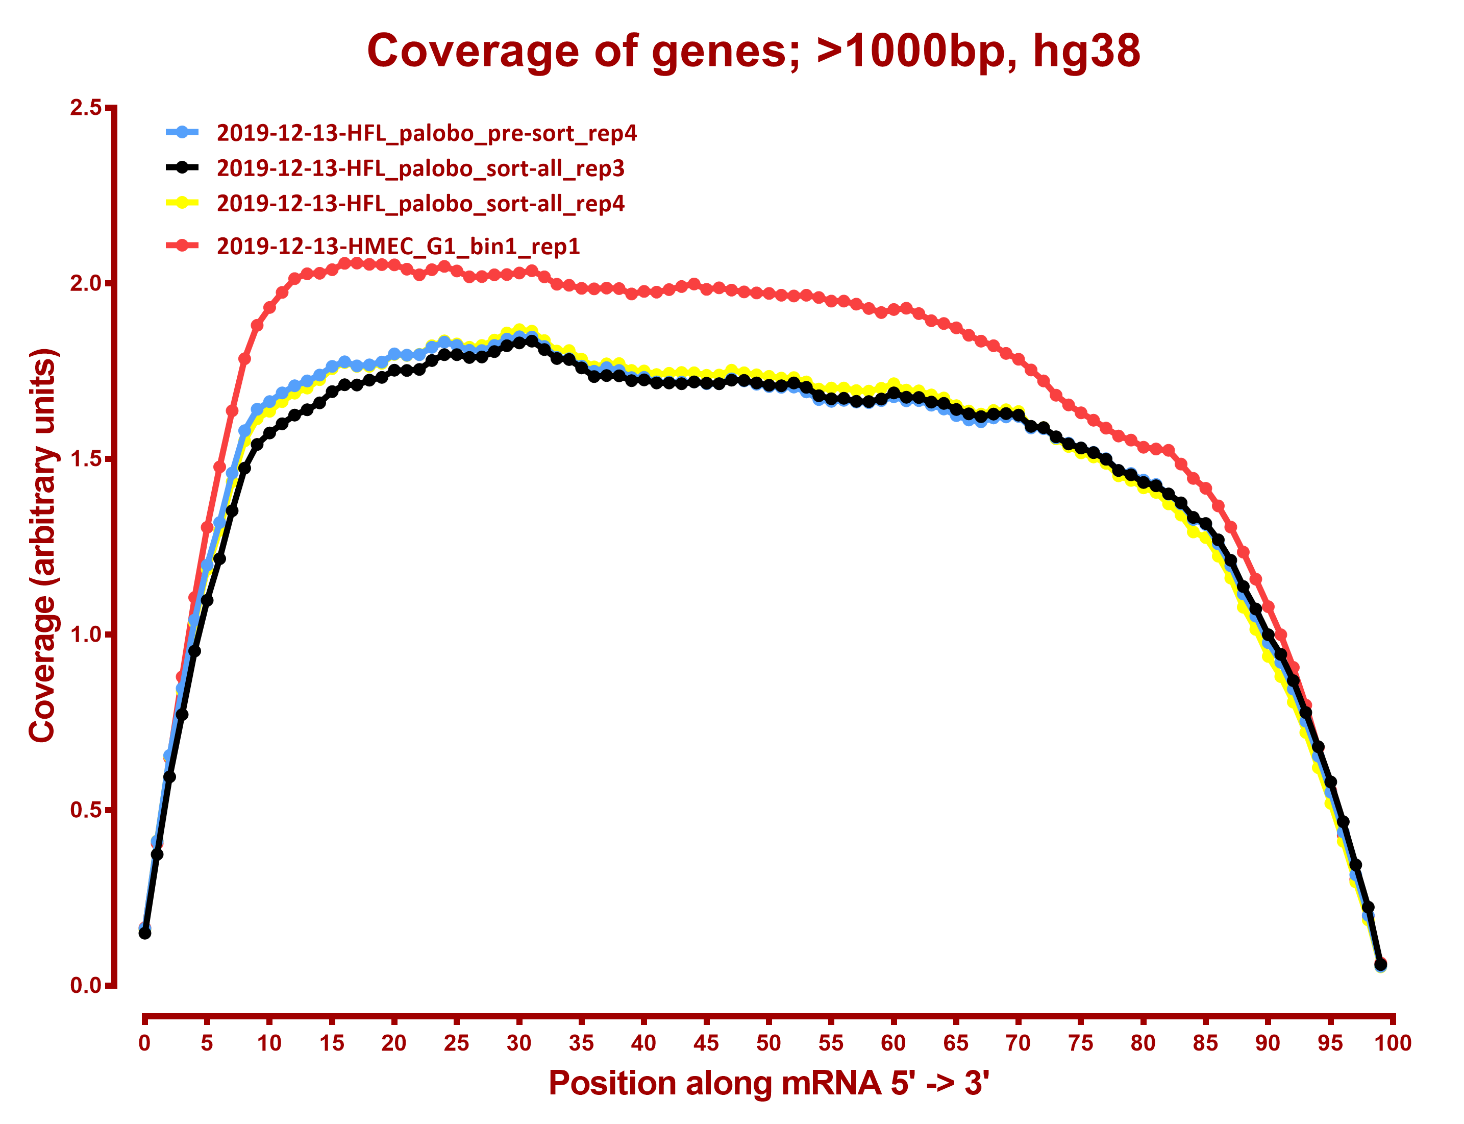 Coverage of genes; >1000bp, hg38
2019-12-13-HFL_palobo_pre-sort_rep4
2019-12-13-HFL_palobo_sort-all_rep3
2019-12-13-HFL_palobo_sort-all_rep4
2019-12-13-HMEC_G1_bin1_rep1
Coverage (arbitrary units)
2.5
2.0
1.5
1.0
0.5
0.0
0 5 10 15 20 25 30 35 40 45 50 55 60 65 70 75 80 85 90 95 100
Position along mRNA 5' -> 3'